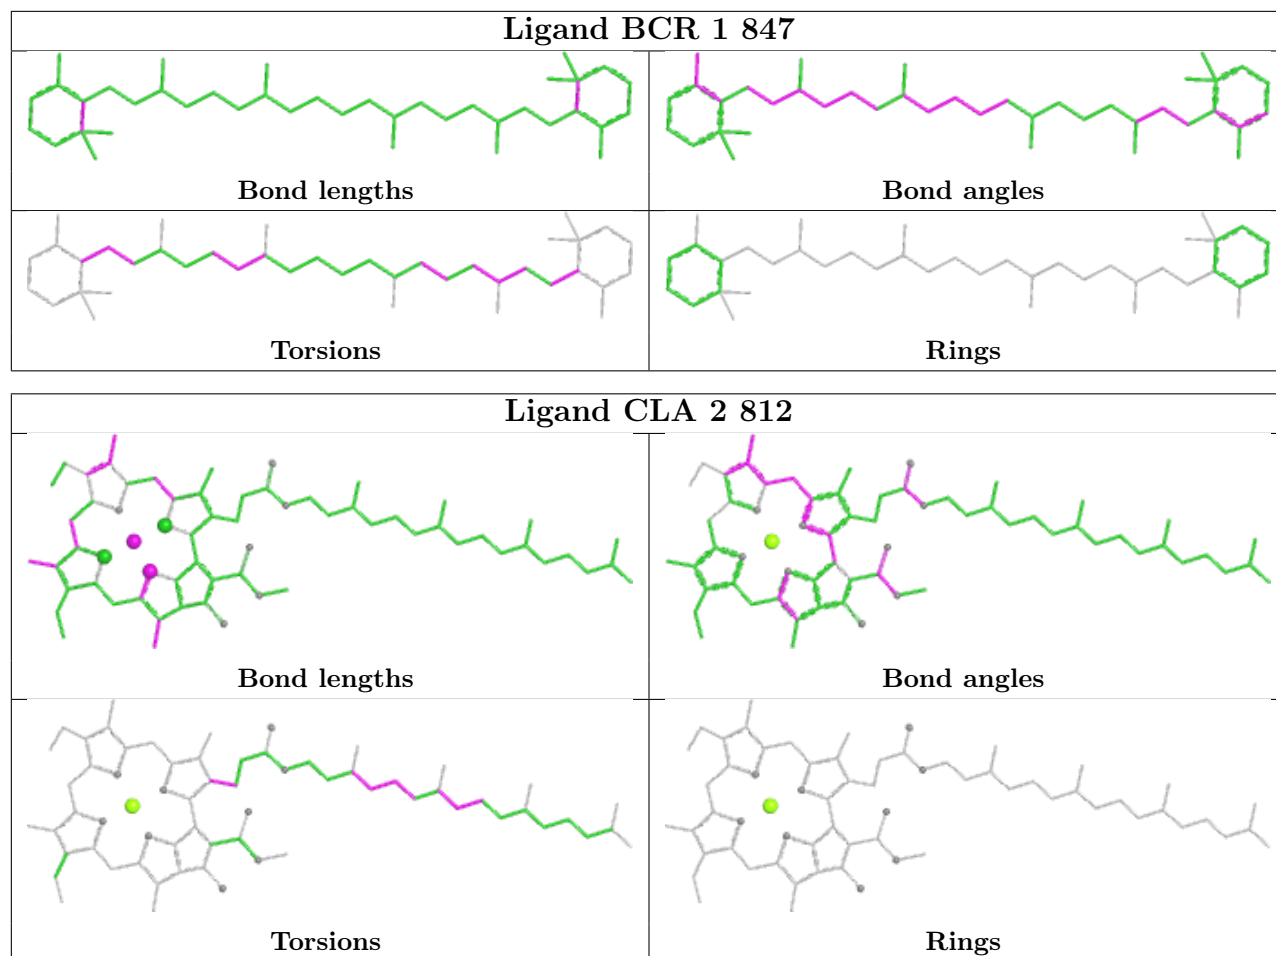 Ligand BCR 1 847
Bond lengths
Bond angles
Torsions
Rings
Ligand CLA 2 812
Bond lengths
Bond angles
Torsions
Rings